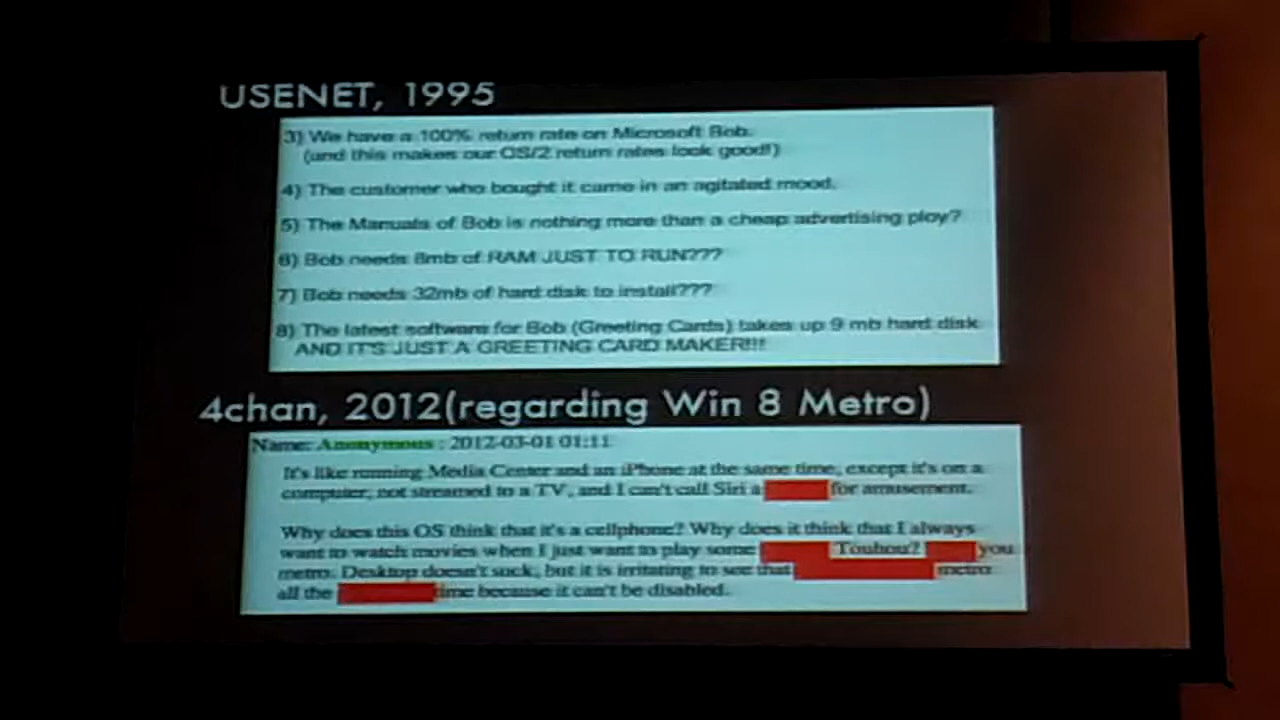 USENET, 1995
3) We have a 100% return rate on Microsoft Bob.
(and this makes our OS/2 return rates look good!)
4) The customer who bought it came in an agitated mood.
5) The Manuals of Bob is nothing more than a cheap advertising ploy?
6) Bob needs 8mb of RAM JUST TO RUN???
7) Bob needs 32mb of hard disk to install???
8) The latest software for Bob (Greeting Cards) takes up 9 mb hard disk
AND IT'S JUST A GREETING CARD MAKER!!!
4chan, 2012(regarding Win 8 Metro)
Name: Anonymous : 2012-03-01 01:11
It's like running Media Center and an iPhone at the same time, except it's on a
computer, not streamed to a TV, and I can't call Siri a for amusement.
Why does this OS think that it's a cellphone? Why does it think that I always
want to watch movies when I just want to play some Touhou? you
metro. Desktop doesn't suck, but it is irritating to see that metro
all the time because it can't be disabled.